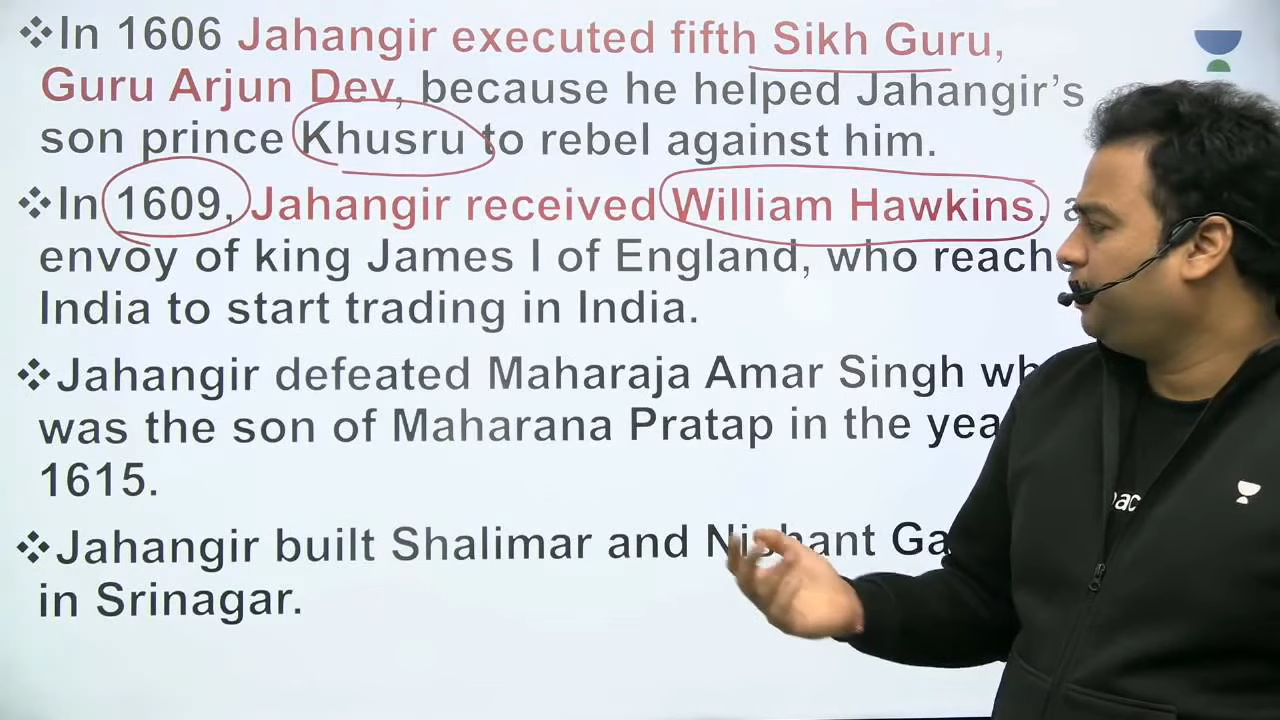 ❖In 1606 Jahangir executed fifth Sikh Guru,
Guru Arjun Dev, because he helped Jahangir's
son prince Khusru to rebel against him.
❖In 1609, Jahangir received William Hawkins,
envoy of king James I of England, who
India to start trading in India.
❖Jahangir defeated Maharaja Amar Singh
was the son of Maharana Pratap in the
1615.
❖Jahangir built Shalimar and Nishant
in Srinagar.